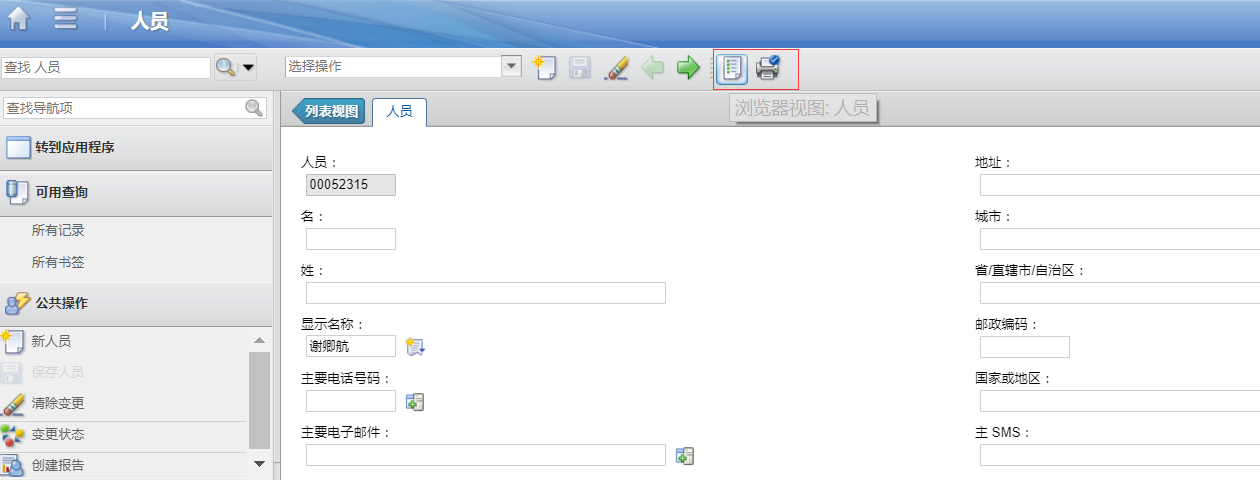 人员
查找 人员
选择操作
查找导航项
列表视图
人员
浏览器视图: 人员
转到应用程序
可用查询
所有记录
所有书签
公共操作
新人员
保存人员
清除变更
变更状态
创建报告
人员：
00052315
名：
姓：
显示名称：
谢卿航
主要电话号码：
主要电子邮件：
地址：
城市：
省/直辖市/自治区：
邮政编码：
国家或地区：
主 SMS：